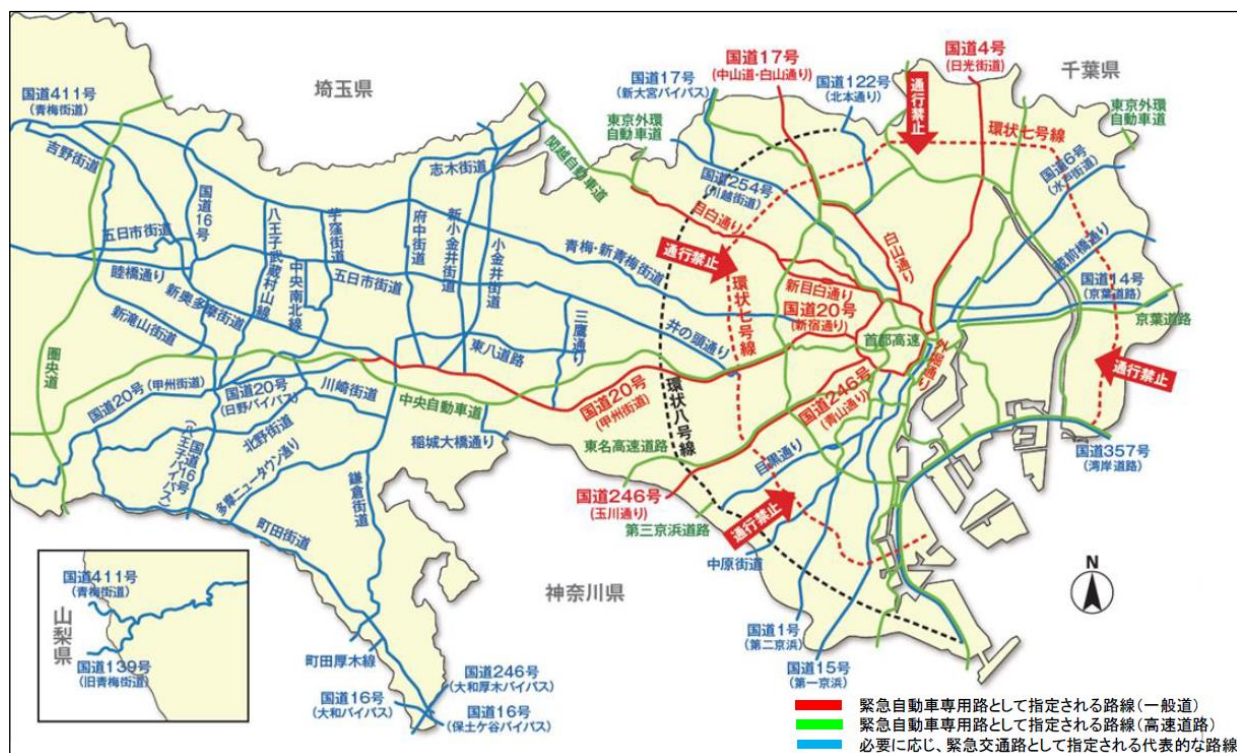 国道411号
(青梅街道)
吉野街道
埼玉県
国道16号
五日市街道
睦橋通り
新滝山街道
新奥多摩街道
八王子武蔵村山線
中央南北線
芋窪街道
五日市街道
府中街道
新小金井街道
小金井街道
志木街道
関越自動車道
東京外環
自動車道
国道17号
(新大宮バイパス)
国道17号
(中山道・白山通り)
国道122号
(北本通り)
通行禁止
国道4号
(日光街道)
千葉県
東京外環
自動車道
環状七号線
国道6号
(水戸街道)
国道254号
(川越街道)
目白通り
白山通り
蔵前橋通り
国道14号
(京葉道路)
京葉道路
通行禁止
青梅・新青梅街道
環状七号線
新目白通り
国道20号
(新宿通り)
首都高速
外堀通り
通行禁止
井の頭通り
三鷹通り
東八道路
圏央道
国道20号(甲州街道)
国道20号
(日野バイパス)
川崎街道
中央自動車道
国道20号
(甲州街道)
環状八号線
国道246号
(青山通り)
国道357号
(湾岸道路)
国道16号
(八王子バイパス)
北野街道
多摩ニュータウン通り
鎌倉街道
稲城大橋通り
東名高速道路
目黒通り
国道246号
(玉川通り)
第三京浜道路
通行禁止
町田街道
中原街道
神奈川県
N
国道411号
(青梅街道)
山梨県
国道139号
(旧青梅街道)
町田厚木線
国道16号
(大和バイパス)
国道246号
(大和厚木バイパス)
国道16号
(保土ケ谷バイパス)
国道1号
(第二京浜)
国道15号
(第一京浜)
緊急自動車専用路として指定される路線(一般道)
緊急自動車専用路として指定される路線(高速道路)
必要に応じ、緊急交通路として指定される代表的な路線